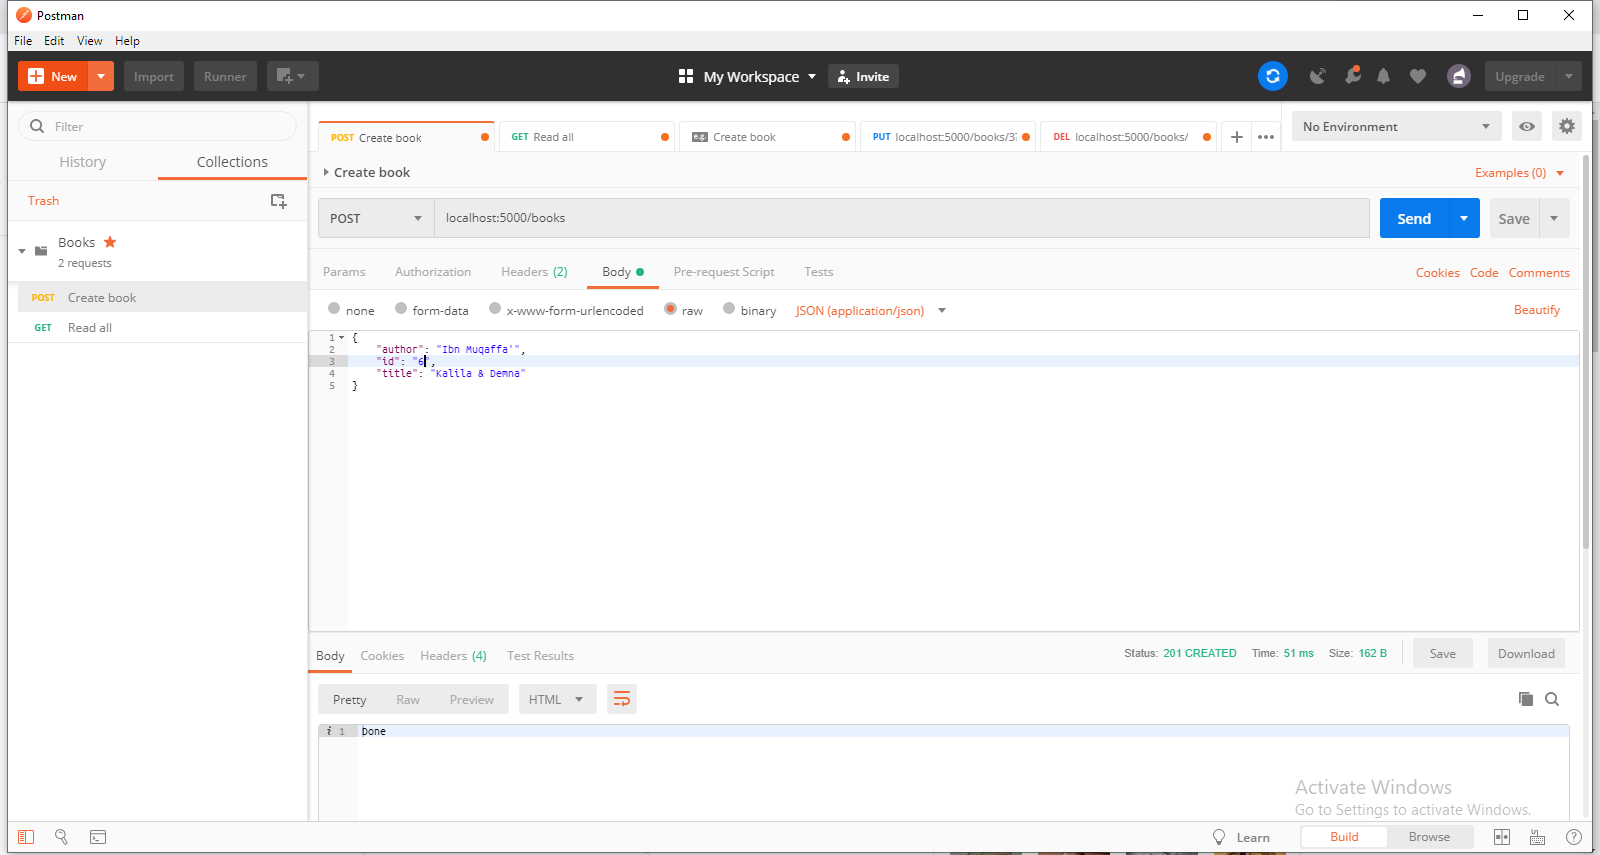 Postman
File Edit View Help
New Import Runner My Workspace Invite Upgrade
Filter
History Collections
Trash
Books
2 requests
POST Create book
GET Read all
POST Create book GET Read all e.g. Create book PUT localhost:5000/books/3 DEL localhost:5000/books/ + ••• No Environment
Create book Examples (0)
POST localhost:5000/books Send Save
Params Authorization Headers (2) Body Pre-request Script Tests Cookies Code Comments
none form-data x-www-form-urlencoded raw binary JSON (application/json) Beautify
1 {
2 "author": "Ibn Muqaffa'",
3 "id": "6",
4 "title": "Kalila & Demna"
5 }
Body Cookies Headers (4) Test Results Status: 201 CREATED Time: 51 ms Size: 162 B Save Download
Pretty Raw Preview HTML
i 1 Done
Activate Windows
Go to Settings to activate Windows.
Learn Build Browse